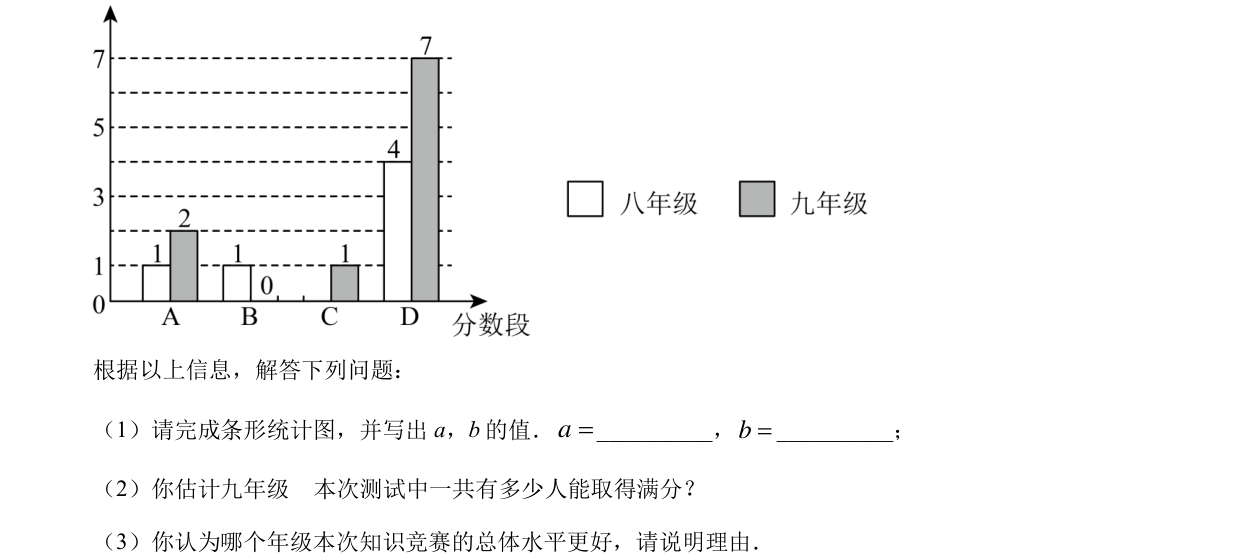 7
7
5
4
3
2
1
1
1
1
0
0
A
B
C
D
分数段
八年级
九年级
根据以上信息，解答下列问题：
（1）请完成条形统计图，并写出 a，b 的值． a =_________，b =_________；
（2）你估计九年级 本次测试中一共有多少人能取得满分？
（3）你认为哪个年级本次知识竞赛的总体水平更好，请说明理由．